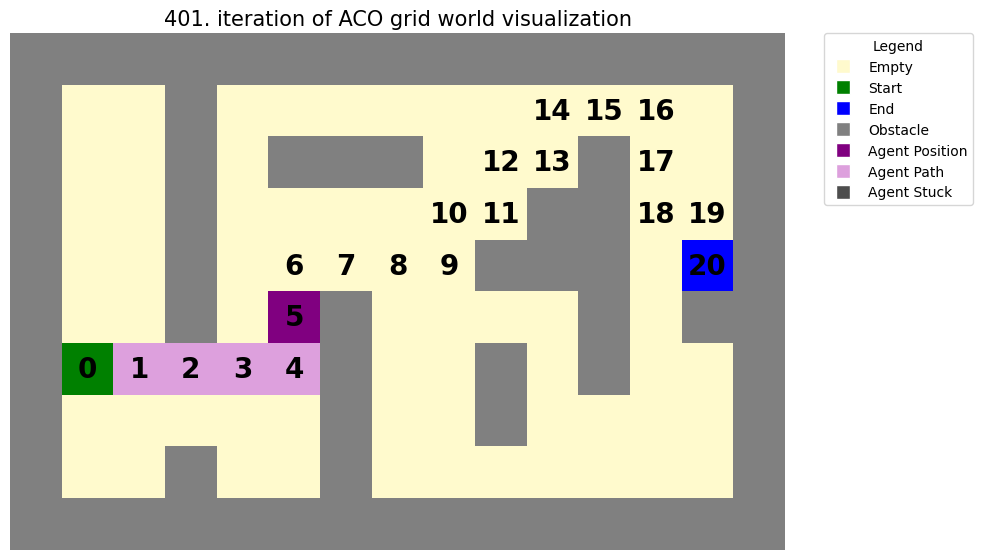 401. iteration of ACO grid world visualization
14 15 16
12 13 17
10 11 18 19
6 7 8 9 20
5
0 1 2 3 4
Legend
Empty
Start
End
Obstacle
Agent Position
Agent Path
Agent Stuck